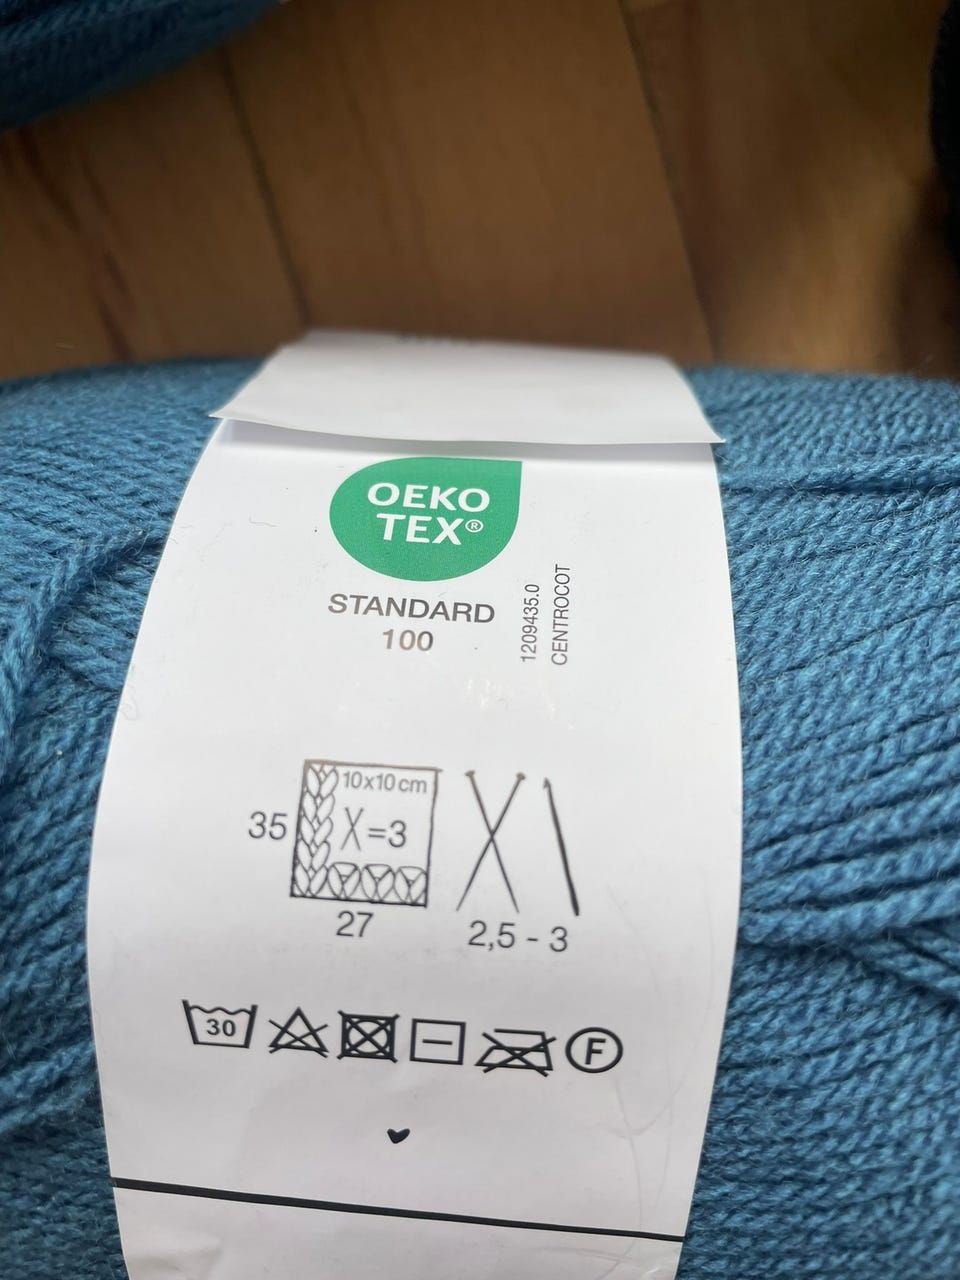 OEKO
TEX®
STANDARD
100
1209435.0
CENTROCOT
10x10cm
35
X=3
27
2,5 - 3
30
F